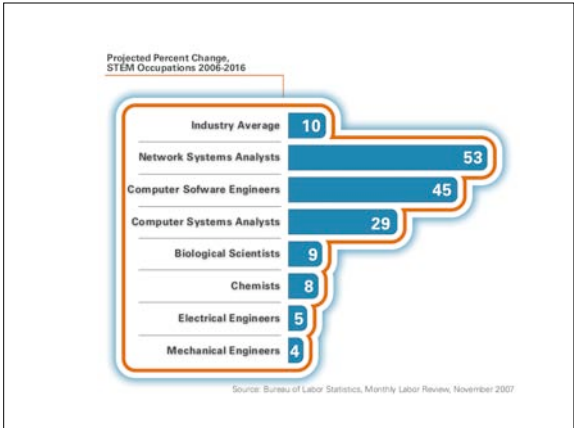 Projected Percent Change,
STEM Occupations 2006-2016
Industry Average 10
Network Systems Analysts 53
Computer Sofware Engineers 45
Computer Systems Analysts 29
Biological Scientists 9
Chemists 8
Electrical Engineers 5
Mechanical Engineers 4
Source: Bureau of Labor Statistics, Monthly Labor Review, November 2007